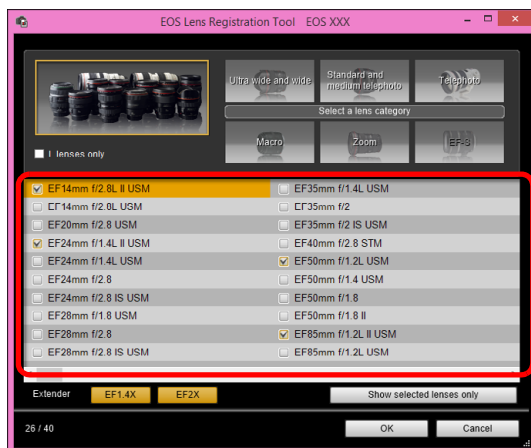 EOS Lens Registration Tool EOS XXX
Ultra wide and wide
Standard and
medium telephoto
Telephoto
Select a lens category
Macro
Zoom
EF-S
L lenses only
EF14mm f/2.8L II USM
EF35mm f/1.4L USM
EF14mm f/2.8L USM
EF35mm f/2
EF20mm f/2.8 USM
EF35mm f/2 IS USM
EF24mm f/1.4L II USM
EF40mm f/2.8 STM
EF24mm f/1.4L USM
EF50mm f/1.2L USM
EF24mm f/2.8
EF50mm f/1.4 USM
EF24mm f/2.8 IS USM
EF50mm f/1.8
EF28mm f/1.8 USM
EF50mm f/1.8 II
EF28mm f/2.8
EF85mm f/1.2L II USM
EF28mm f/2.8 IS USM
EF85mm f/1.2L USM
Extender
EF1.4X
EF2X
Show selected lenses only
26 / 40
OK
Cancel